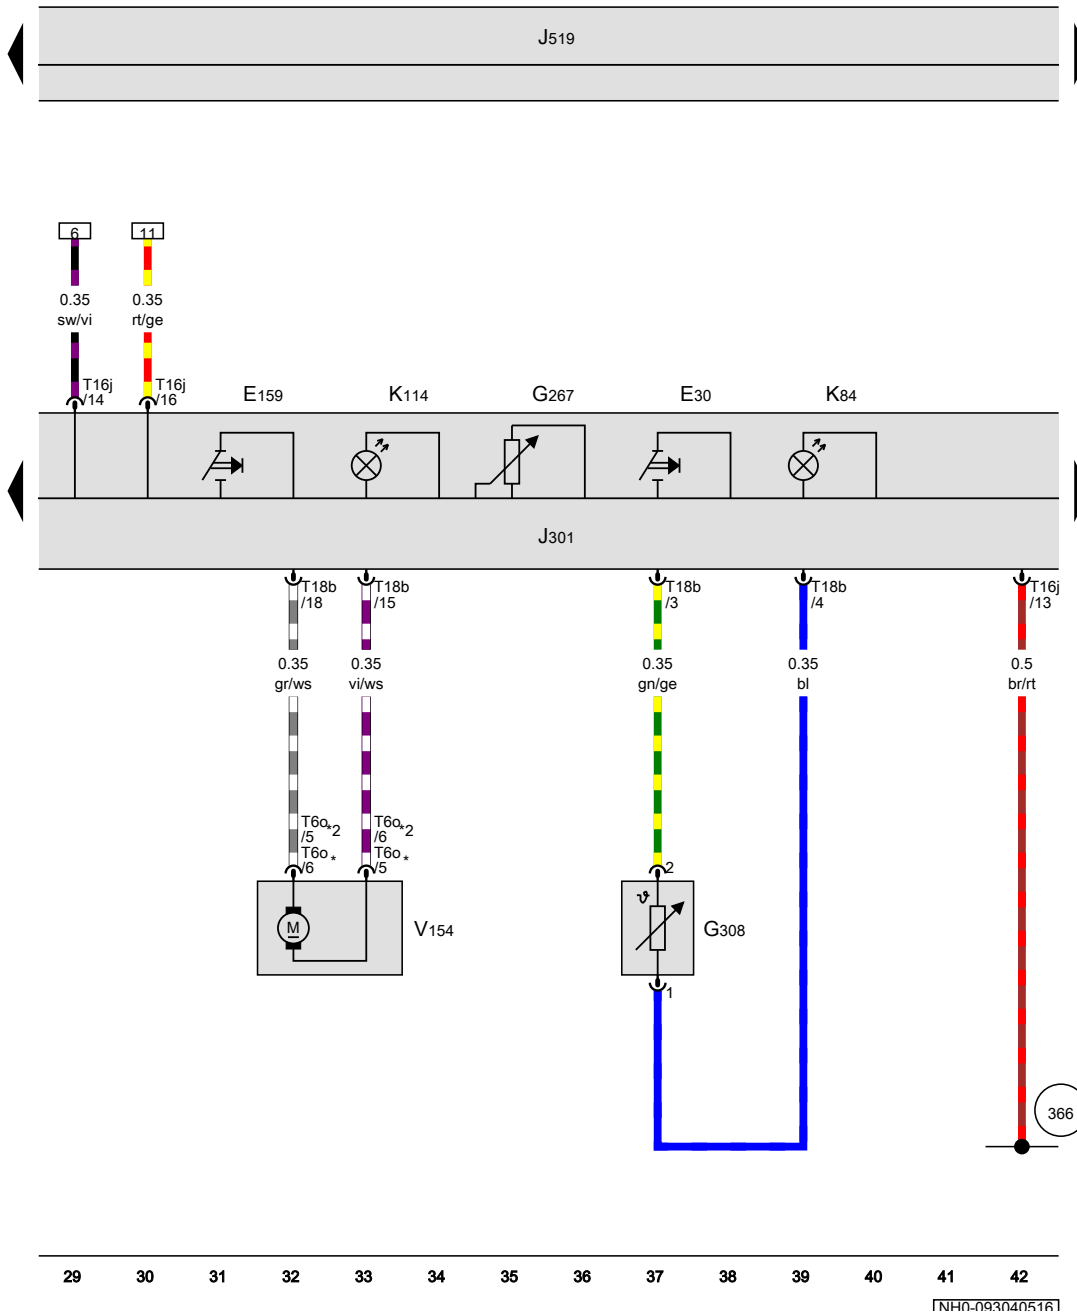 J519
6
11
0.35
sw/vi
0.35
rt/ge
T16j
/14
T16j
/16
E159
K114
G267
E30
K84
J301
T18b
/18
T18b
/15
T18b
/3
T18b
/4
T16j
/13
0.35
gr/ws
0.35
vi/ws
0.35
gn/ge
0.35
bl
0.5
br/rt
T6o*2
/5
T6o*
/6
T6o*2
/6
T6o*
/5
2
M
V154
ϑ
G308
1
366
29 30 31 32 33 34 35 36 37 38 39 40 41 42
NH0-093040516